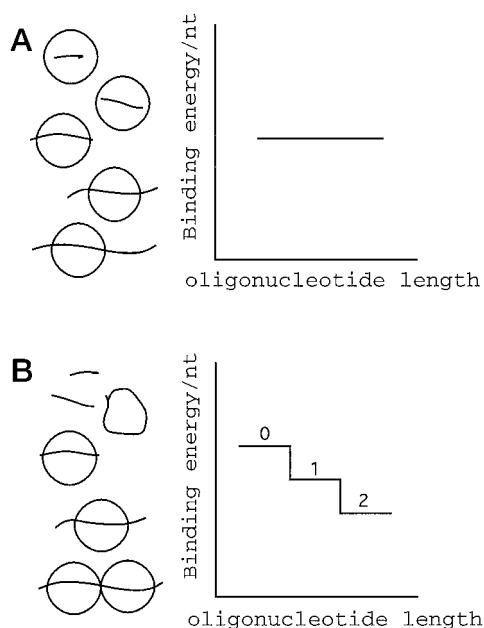 A
Binding energy/nt
oligonucleotide length
B
Binding energy/nt
0
1
2
oligonucleotide length